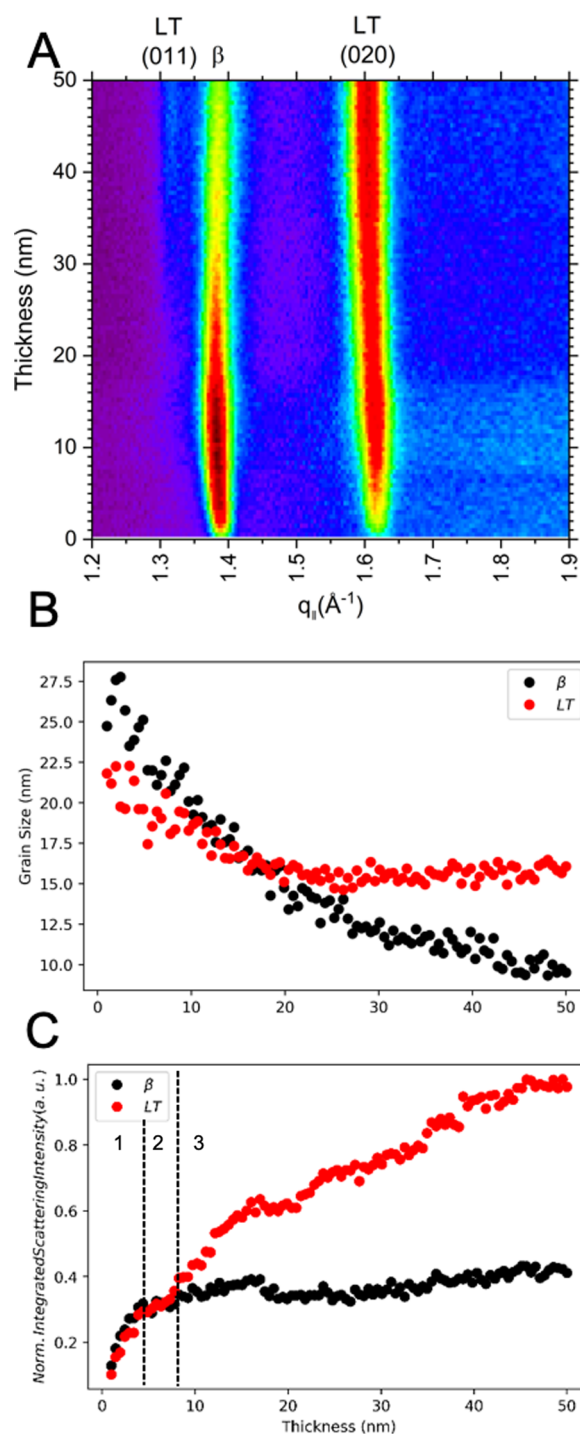 A
LT
(011)
β
LT
(020)
50
40
30
20
10
0
Thickness (nm)
1.2
1.3
1.4
1.5
1.6
1.7
1.8
1.9
q॥(Å⁻¹)
B
27.5
25.0
22.5
20.0
17.5
15.0
12.5
10.0
Grain Size (nm)
β
LT
0
10
20
30
40
50
C
1.0
0.8
0.6
0.4
0.2
Norm.IntegratedScatteringIntensity(a. u.)
β
LT
1
2
3
0
10
20
30
40
50
Thickness (nm)